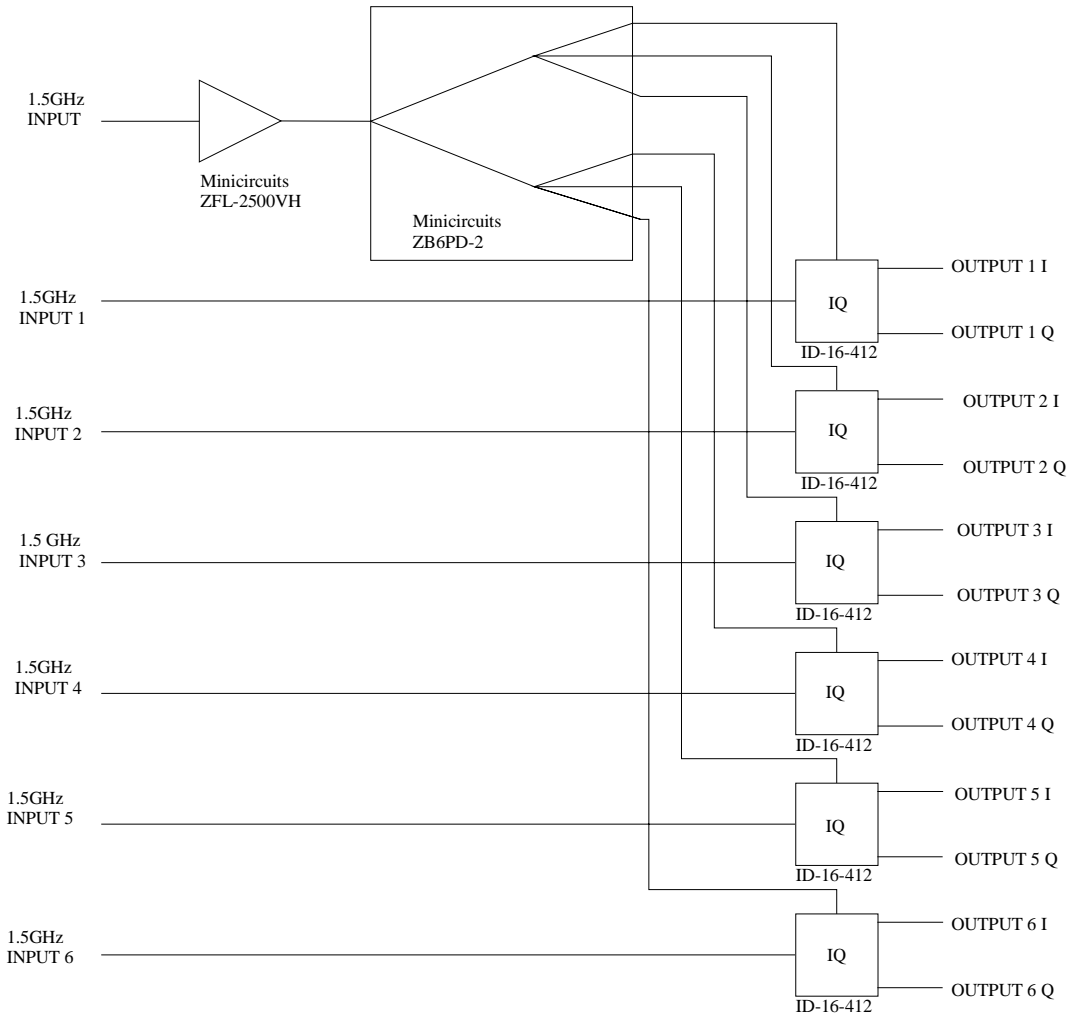 1.5GHz
INPUT
Minicircuits
ZFL-2500VH
Minicircuits
ZB6PD-2
1.5GHz
INPUT 1
IQ
OUTPUT 1 I
OUTPUT 1 Q
ID-16-412
1.5GHz
INPUT 2
IQ
OUTPUT 2 I
OUTPUT 2 Q
ID-16-412
1.5 GHz
INPUT 3
IQ
OUTPUT 3 I
OUTPUT 3 Q
ID-16-412
1.5GHz
INPUT 4
IQ
OUTPUT 4 I
OUTPUT 4 Q
ID-16-412
1.5GHz
INPUT 5
IQ
OUTPUT 5 I
OUTPUT 5 Q
ID-16-412
1.5GHz
INPUT 6
IQ
OUTPUT 6 I
OUTPUT 6 Q
ID-16-412